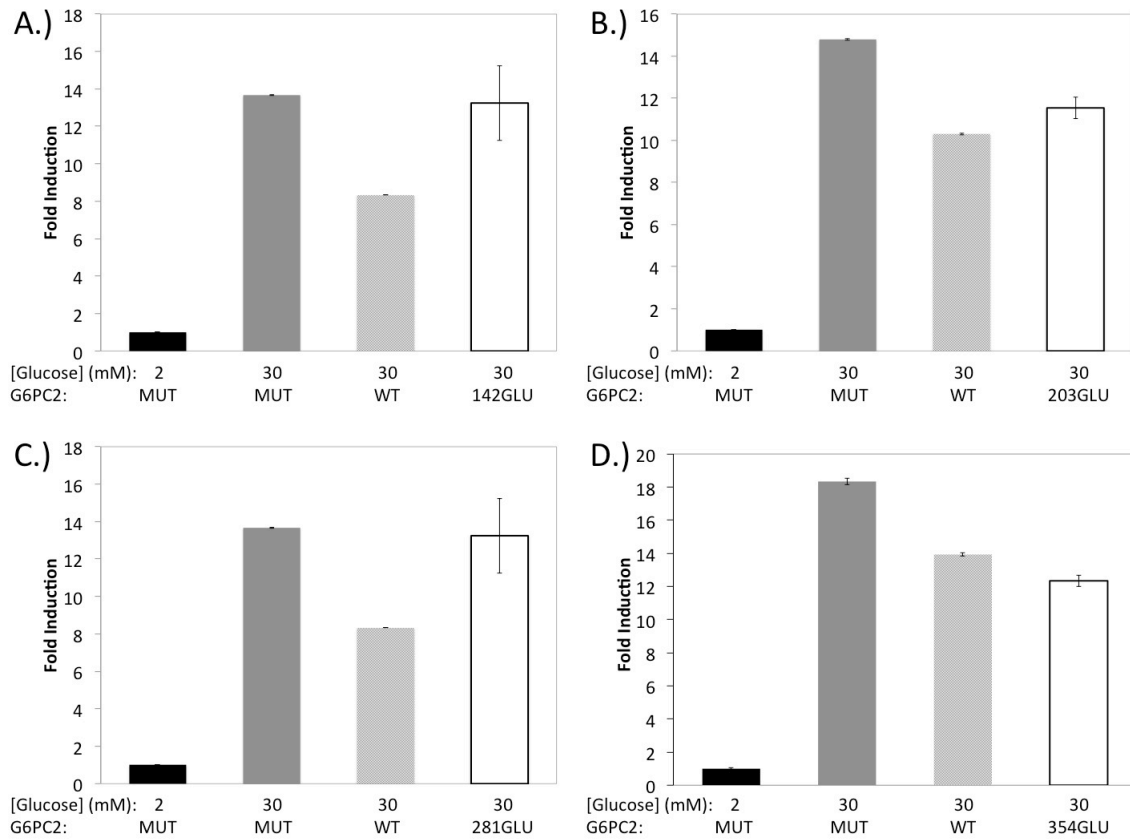 A.)
18
16
14
12
10
8
6
4
2
0
Fold Induction
[Glucose] (mM): 2 30 30 30
G6PC2: MUT MUT WT 142GLU
B.)
16
14
12
10
8
6
4
2
0
Fold Induction
[Glucose] (mM): 2 30 30 30
G6PC2: MUT MUT WT 203GLU
C.)
18
16
14
12
10
8
6
4
2
0
Fold Induction
[Glucose] (mM): 2 30 30 30
G6PC2: MUT MUT WT 281GLU
D.)
20
18
16
14
12
10
8
6
4
2
0
Fold Induction
[Glucose] (mM): 2 30 30 30
G6PC2: MUT MUT WT 354GLU